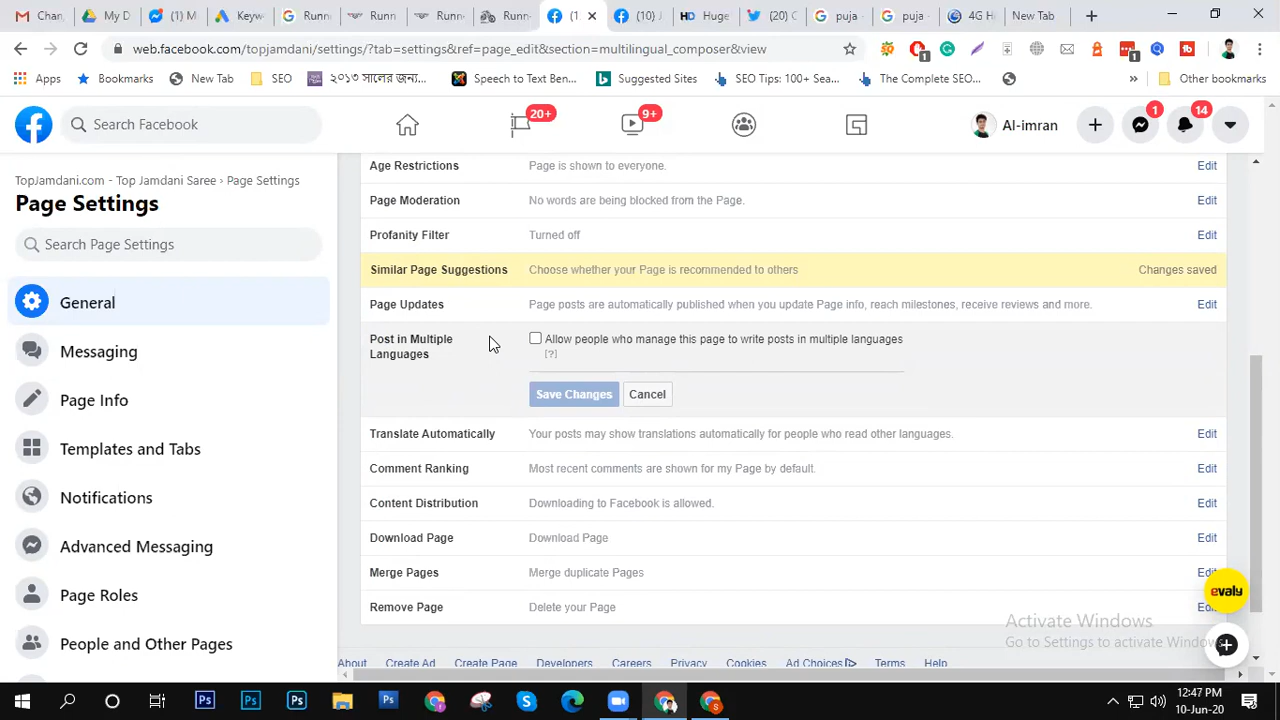 (1
My Dri
(1) M
Keyw
Runn
Runn
Runn
Runn
(1
(10) J
HD Huge
(20) C
puja
puja
4G H
New Tab
web.facebook.com/topjamdani/settings/?tab=settings&ref=page_edit&section=multilingual_composer&view
1
1
Apps
Bookmarks
New Tab
SEO
২০১৩ সালের জন্য...
Speech to Text Ben...
Suggested Sites
SEO Tips: 100+ Sea...
The Complete SEO...
»
Other bookmarks
Search Facebook
20+
9+
Al-imran
1
14
TopJamdani.com - Top Jamdani Saree › Page Settings
Page Settings
Search Page Settings
General
Messaging
Page Info
Templates and Tabs
Notifications
Advanced Messaging
Page Roles
People and Other Pages
Age Restrictions
Page is shown to everyone.
Edit
Page Moderation
No words are being blocked from the Page.
Edit
Profanity Filter
Turned off
Edit
Similar Page Suggestions
Choose whether your Page is recommended to others
Changes saved
Page Updates
Page posts are automatically published when you update Page info, reach milestones, receive reviews and more.
Edit
Post in Multiple
Languages
Allow people who manage this page to write posts in multiple languages
[?]
Save Changes
Cancel
Translate Automatically
Your posts may show translations automatically for people who read other languages.
Edit
Comment Ranking
Most recent comments are shown for my Page by default.
Edit
Content Distribution
Downloading to Facebook is allowed.
Edit
Download Page
Download Page
Edit
Merge Pages
Merge duplicate Pages
Edit
Remove Page
Delete your Page
evaly
Activate Windows
Go to Settings to activate Windows.
About
Create Ad
Create Page
Developers
Careers
Privacy
Cookies
Ad Choices
Terms
Help
12:47 PM
10-Jun-20